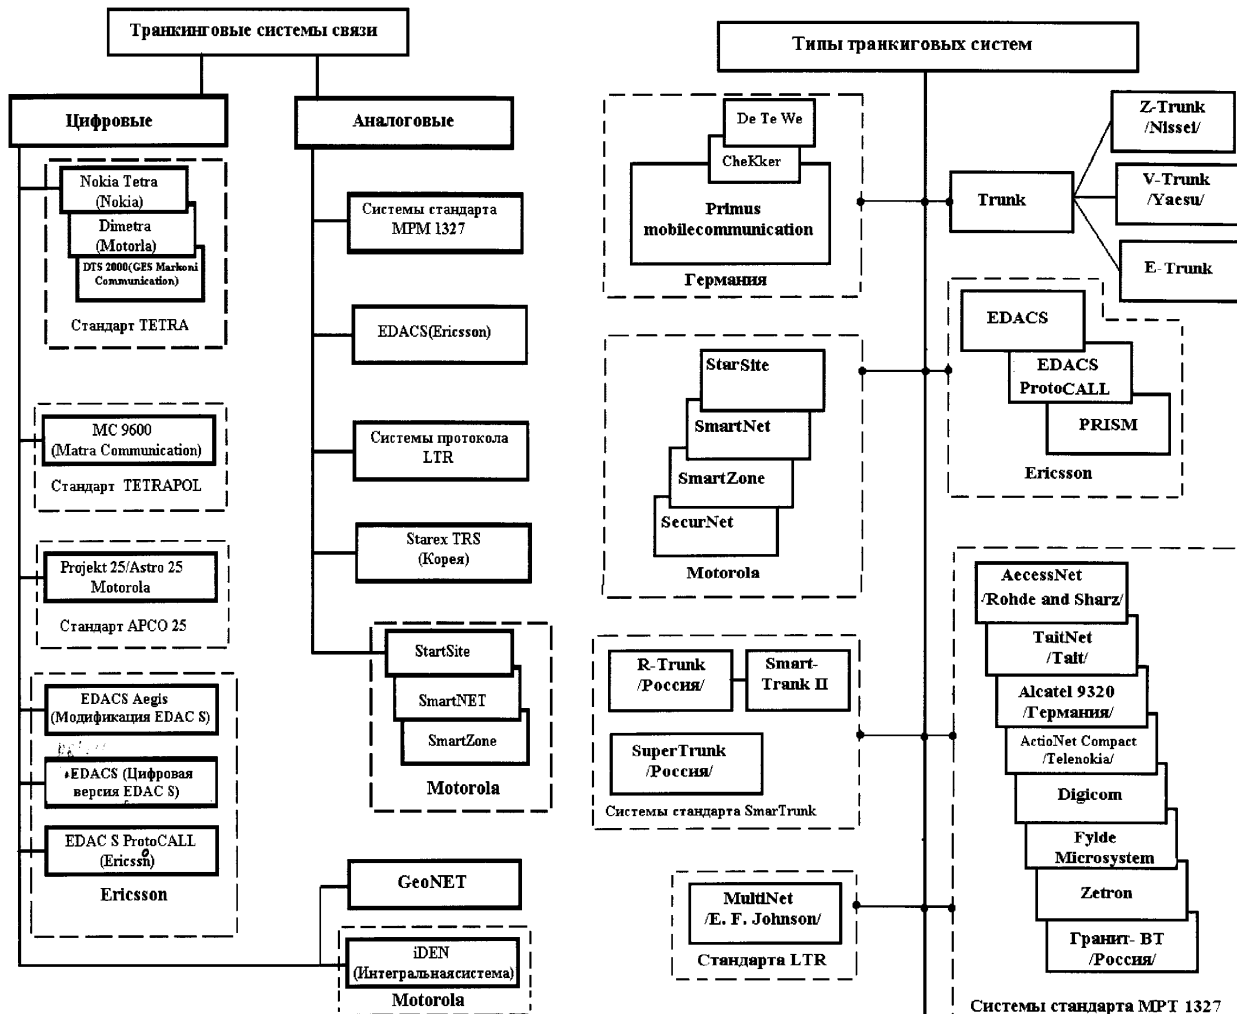 Транкинговые системы связи
Цифровые
Аналоговые
Nokia Tetra
(Nokia)
Dimetra
(Motorla)
DTS 2000(GES Markoni
Communication)
Стандарт TETRA
MC 9600
(Matra Communication)
Стандарт TETRAPOL
Projekt 25/Astro 25
Motorola
Стандарт APCO 25
EDACS Aegis
(Модификация EDAC S)
EDACS (Цифровая
версия EDAC S)
EDAC S ProtoCALL
(Ericssn)
o
Ericsson
Системы стандарта
MPM 1327
EDACS(Ericsson)
Системы протокола
LTR
Starex TRS
(Корея)
StartSite
SmartNET
SmartZone
Motorola
GeoNET
iDEN
(Интегральнаясистема)
Motorola
Типы транкиговых систем
De Te We
CheKker
Primus
mobilecommunication
Германия
Trunk
Z-Trunk
/Nissei/
V-Trunk
/Yaesu/
E-Trunk
StarSite
SmartNet
SmartZone
SecurNet
Motorola
EDACS
EDACS
ProtoCALL
PRISM
Ericsson
R-Trunk
/Россия/
Smart-
Trank II
SuperTrunk
/Россия/
Системы стандарта SmarTrunk
MultiNet
/E. F. Johnson/
Стандарта LTR
AecessNet
/Rohde and Sharz/
TaitNet
/Tait/
Alcatel 9320
/Германия/
ActioNet Compact
/Telenokia/
Digicom
Fylde
Microsystem
Zetron
Гранит- ВТ
/Россия/
Системы стандарта МРТ 1327